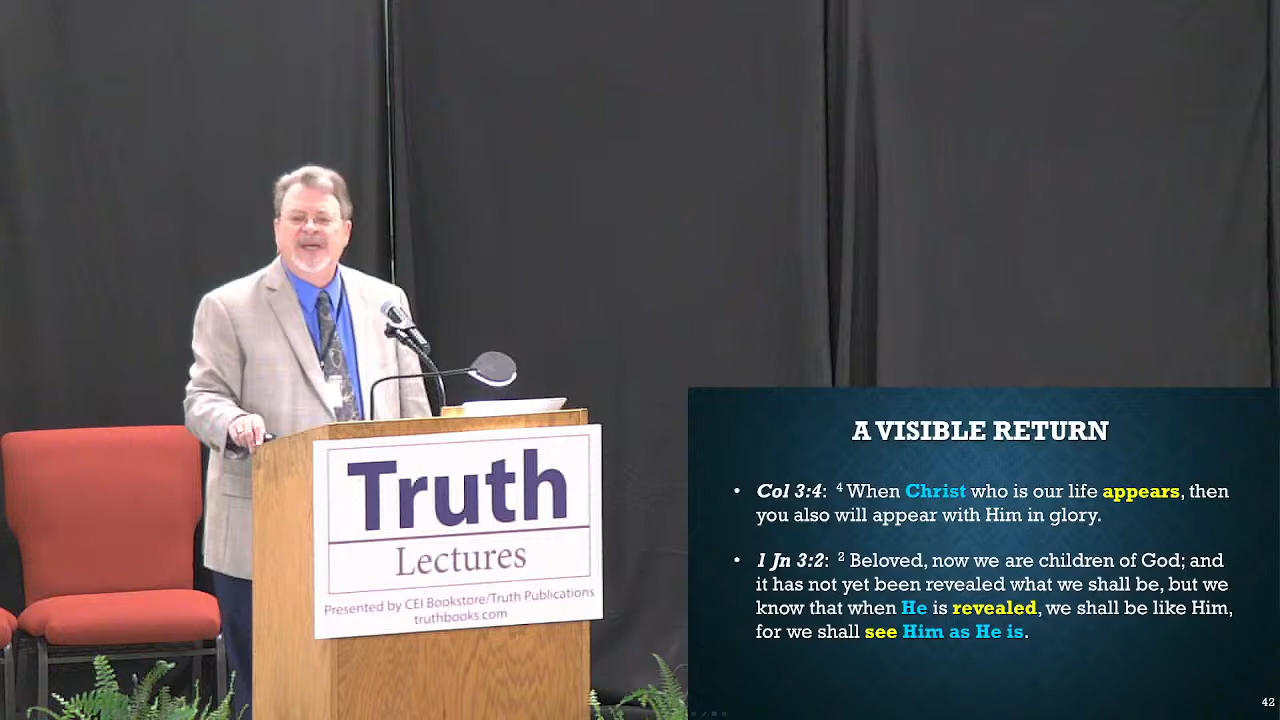 Truth
Lectures
Presented by CEI Bookstore/Truth Publications
truthbooks.com
A VISIBLE RETURN
• Col 3:4: 4 When Christ who is our life appears, then
you also will appear with Him in glory.
• 1 Jn 3:2: 2 Beloved, now we are children of God; and
it has not yet been revealed what we shall be, but we
know that when He is revealed, we shall be like Him,
for we shall see Him as He is.
42